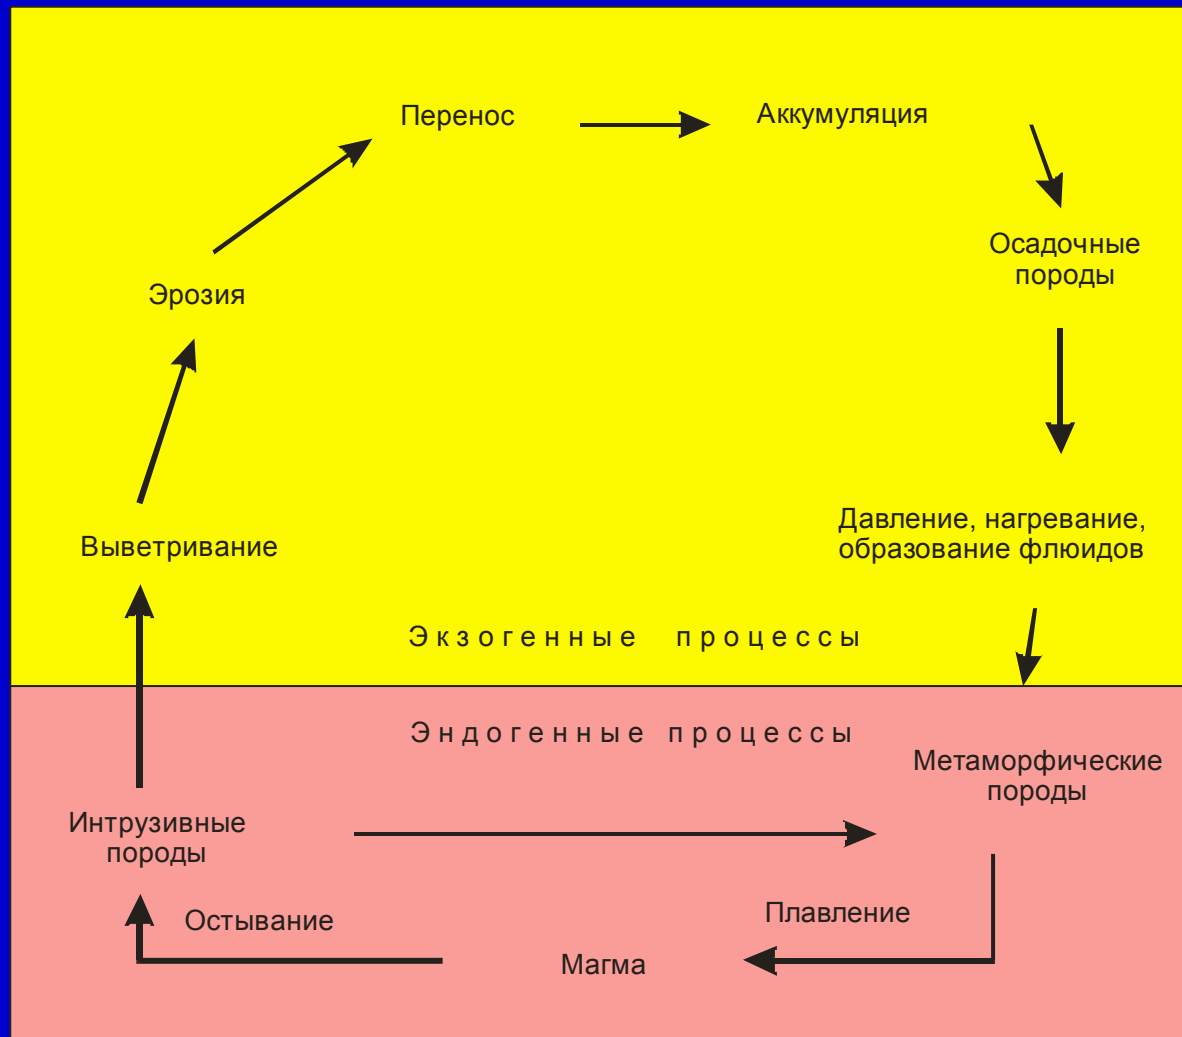 Перенос
Аккумуляция
Осадочные
породы
Эрозия
Давление, нагревание,
образование флюидов
Выветривание
Экзогенные процессы
Эндогенные процессы
Метаморфические
породы
Интрузивные
породы
Плавление
Остывание
Магма